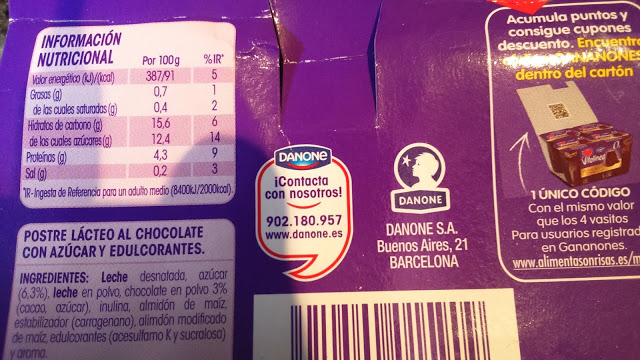 INFORMACIÓN
NUTRICIONAL Por 100g %IR*
Valor energético (kJ)/(kcal) 387/91 5
Grasas (g) 0,7 1
de las cuales saturadas (g) 0,4 2
Hidratos de carbono (g) 15,6 6
de los cuales azúcares (g) 12,4 14
Proteínas (g) 4,3 9
Sal (g) 0,2 3
*IR-Ingesta de Referencia para un adulto medio (8400kJ/2000kcal).
POSTRE LÁCTEO AL CHOCOLATE
CON AZÚCAR Y EDULCORANTES.
INGREDIENTES: Leche desnatada, azúcar
(6,3%), leche en polvo, chocolate en polvo 3%
(cacao, azúcar), inulina, almidón de maíz,
estabilizador (carragenano), almidón modificado
de maíz, edulcorantes (acesulfamo K y sucralosa)
y aroma.
DANONE
¡Contacta
con nosotros!
902.180.957
www.danone.es
DANONE
DANONE S.A.
Buenos Aires, 21
BARCELONA
Acumula puntos y
consigue cupones
descuento. Encuentra
dentro del cartón
Vitalinea
1 ÚNICO CÓDIGO
Con el mismo valor
que los 4 vasitos
Para usuarios registrad
en Gananones.
www.alimentasonrisas.es/m